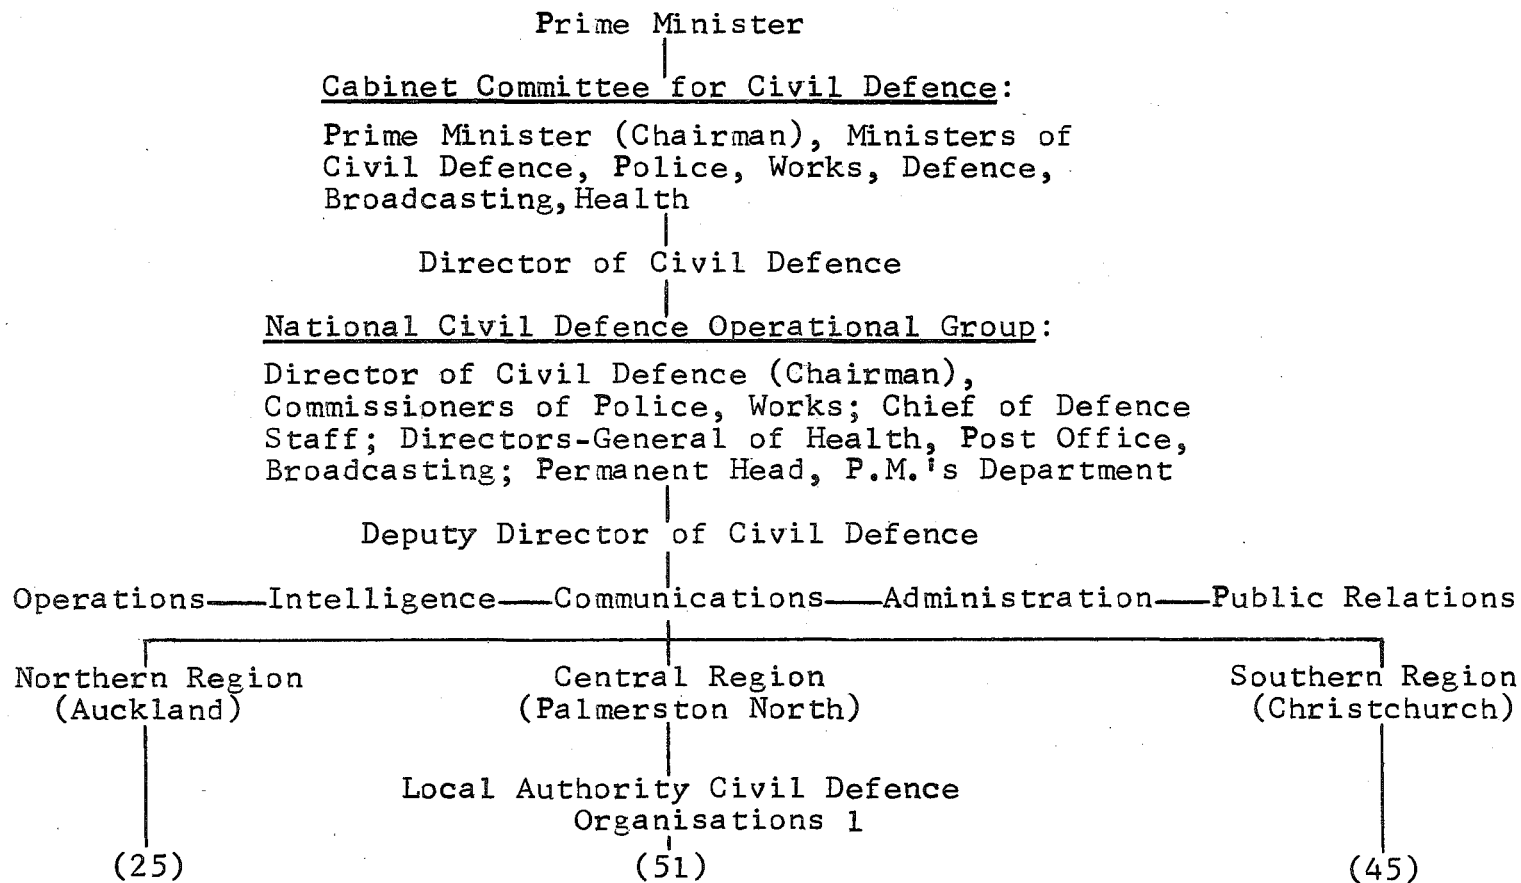 Prime Minister
Cabinet Committee for Civil Defence:
Prime Minister (Chairman), Ministers of
Civil Defence, Police, Works, Defence,
Broadcasting, Health
Director of Civil Defence
National Civil Defence Operational Group:
Director of Civil Defence (Chairman),
Commissioners of Police, Works; Chief of Defence
Staff; Directors-General of Health, Post Office,
Broadcasting; Permanent Head, P.M.'s Department
Deputy Director of Civil Defence
Operations—Intelligence—Communications—Administration—Public Relations
Northern Region
(Auckland)
Central Region
(Palmerston North)
Southern Region
(Christchurch)
Local Authority Civil Defence
Organisations 1
(25) (51) (45)